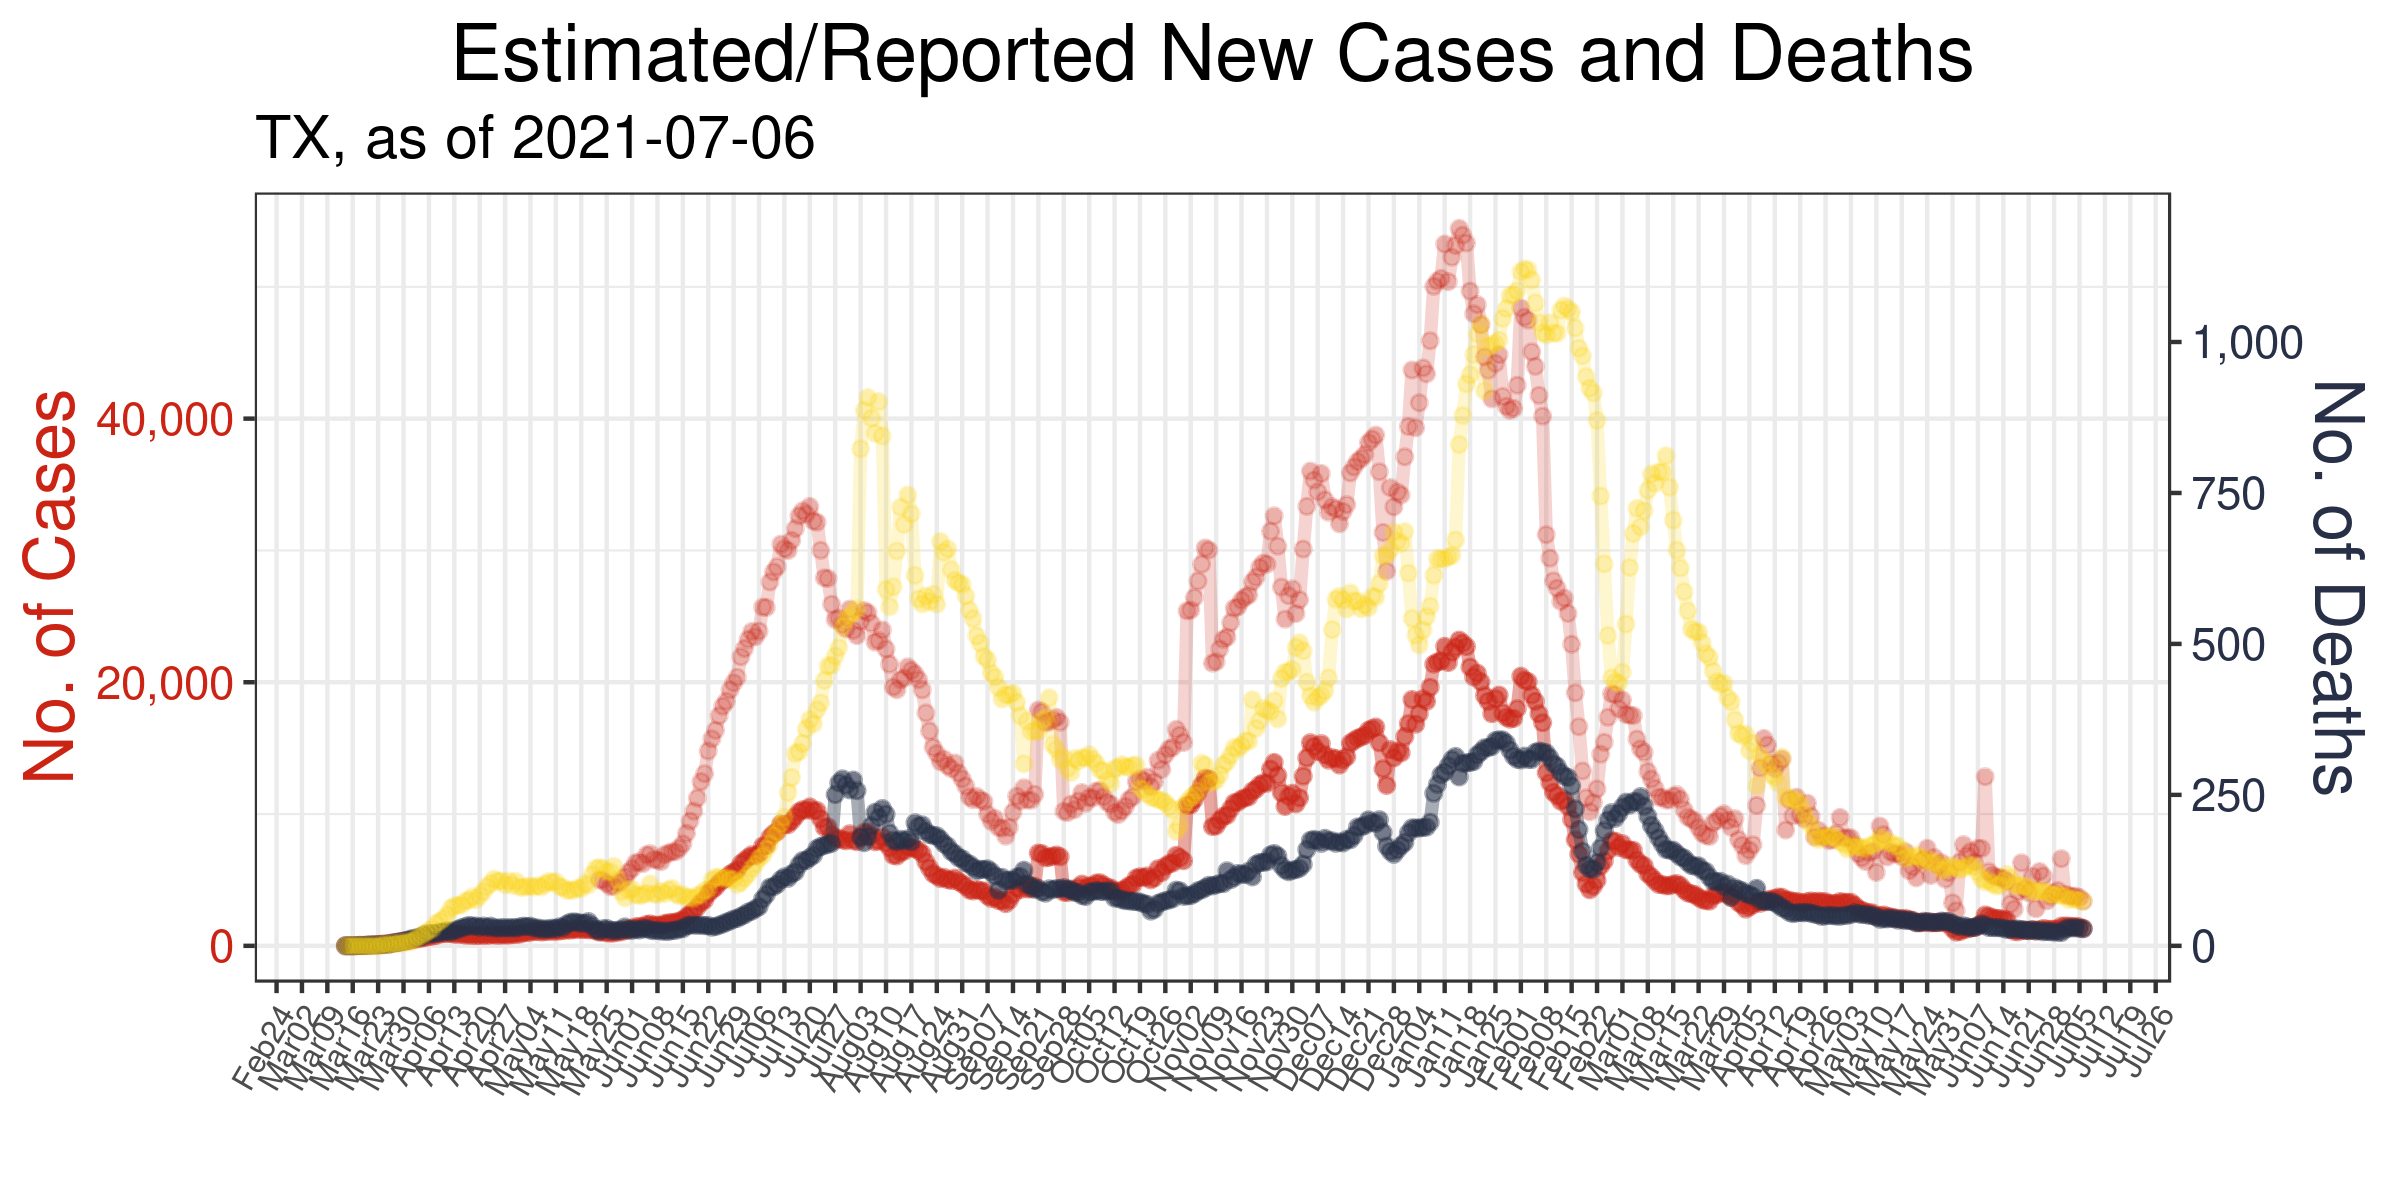 Estimated/Reported New Cases and Deaths
TX, as of 2021-07-06
No. of Cases
40,000
20,000
0
1,000
750
500
250
0
No. of Deaths
Feb24
Mar02
Mar09
Mar16
Mar23
Mar30
Apr06
Apr13
Apr20
Apr27
May04
May11
May18
May25
Jun01
Jun08
Jun15
Jun22
Jun29
Jul06
Jul13
Jul20
Jul27
Aug03
Aug10
Aug17
Aug24
Aug31
Sep07
Sep14
Sep21
Sep28
Oct05
Oct12
Oct19
Oct26
Nov02
Nov09
Nov16
Nov23
Nov30
Dec07
Dec14
Dec21
Dec28
Jan04
Jan11
Jan18
Jan25
Feb01
Feb08
Feb15
Feb22
Mar01
Mar08
Mar15
Mar22
Mar29
Apr05
Apr12
Apr19
Apr26
May03
May10
May17
May24
May31
Jun07
Jun14
Jun21
Jun28
Jul05
Jul12
Jul19
Jul26